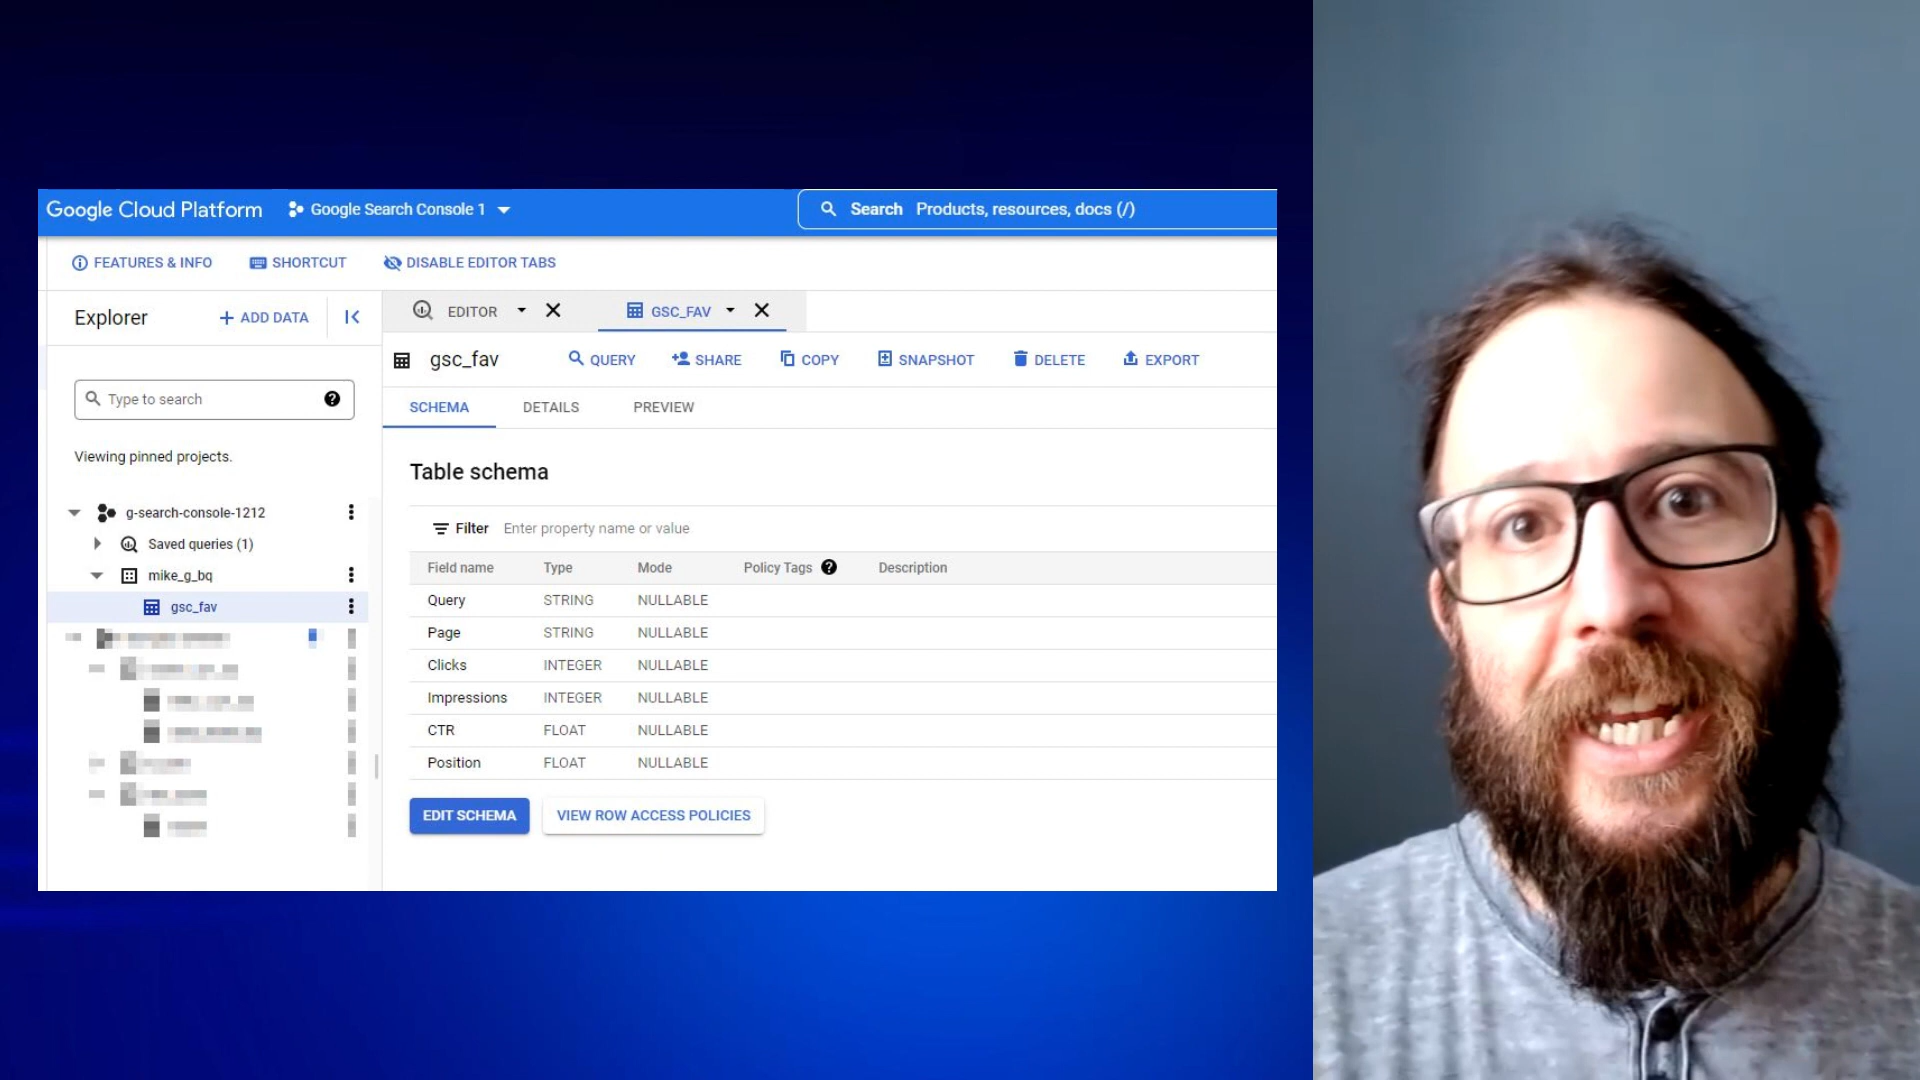 Google Cloud Platform
Google Search Console 1
Search Products, resources, docs (/)
FEATURES & INFO
SHORTCUT
DISABLE EDITOR TABS
Explorer
+ ADD DATA
EDITOR
GSC_FAV
gsc_fav
QUERY
SHARE
COPY
SNAPSHOT
DELETE
EXPORT
Type to search
SCHEMA
DETAILS
PREVIEW
Viewing pinned projects.
Table schema
g-search-console-1212
Filter Enter property name or value
Saved queries (1)
Field name Type Mode Policy Tags Description
mike_g_bq
Query STRING NULLABLE
gsc_fav
Page STRING NULLABLE
Clicks INTEGER NULLABLE
Impressions INTEGER NULLABLE
CTR FLOAT NULLABLE
Position FLOAT NULLABLE
EDIT SCHEMA
VIEW ROW ACCESS POLICIES